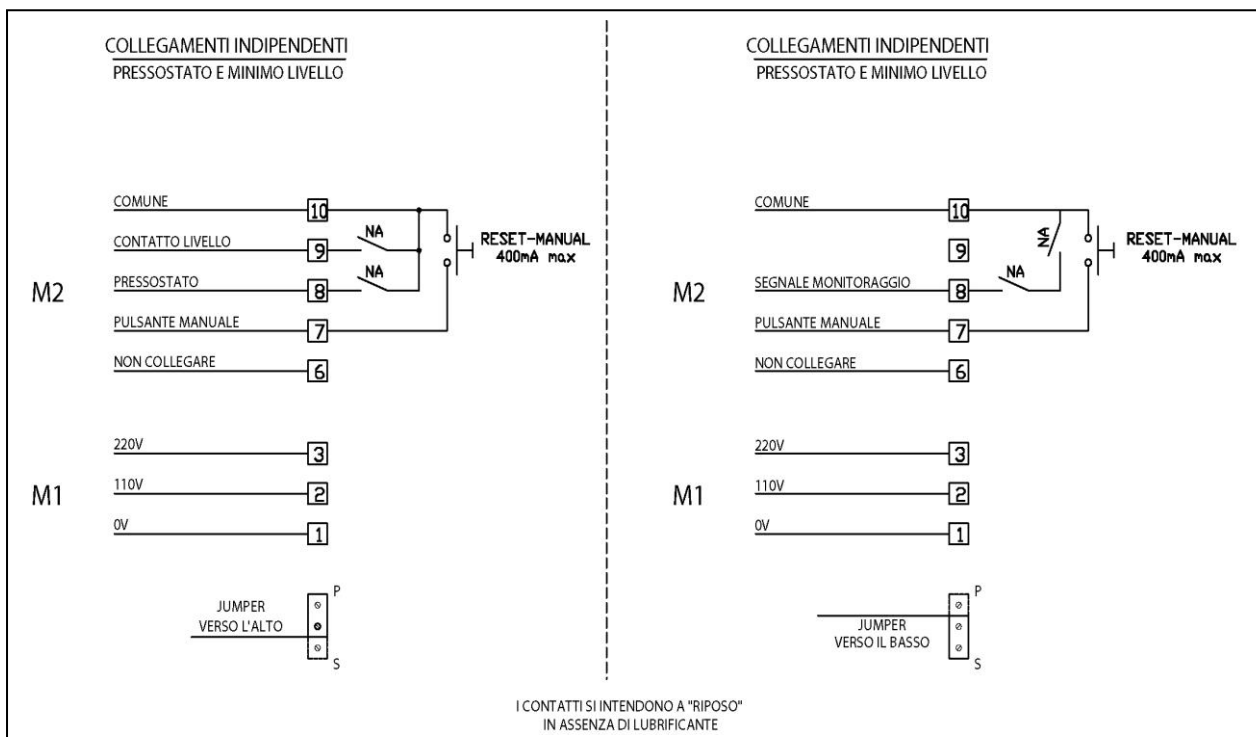 COLLEGAMENTI INDIPENDENTI
PRESSOSTATO E MINIMO LIVELLO
COMUNE
10
CONTATTO LIVELLO
9
NA
PRESSOSTATO
8
NA
PULSANTE MANUALE
7
NON COLLEGARE
6
RESET-MANUAL
400mA max
M2
220V
3
110V
2
0V
1
M1
JUMPER
VERSO L'ALTO
P
S
COLLEGAMENTI INDIPENDENTI
PRESSOSTATO E MINIMO LIVELLO
COMUNE
10
9
NA
SEGNALE MONITORAGGIO
8
NA
PULSANTE MANUALE
7
NON COLLEGARE
6
RESET-MANUAL
400mA max
M2
220V
3
110V
2
0V
1
M1
JUMPER
VERSO IL BASSO
P
S
I CONTATTI SI INTENDONO A "RIPOSO"
IN ASSENZA DI LUBRIFICANTE